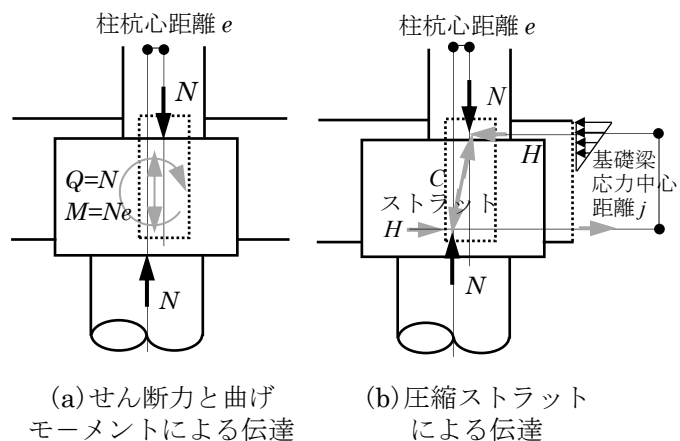 柱杭心距離 e
N
Q=N
M=Ne
N
(a)せん断力と曲げ
モーメントによる伝達
柱杭心距離 e
N
H
C
ストラット
H
N
基礎梁
応力中心
距離 j
(b)圧縮ストラット
による伝達